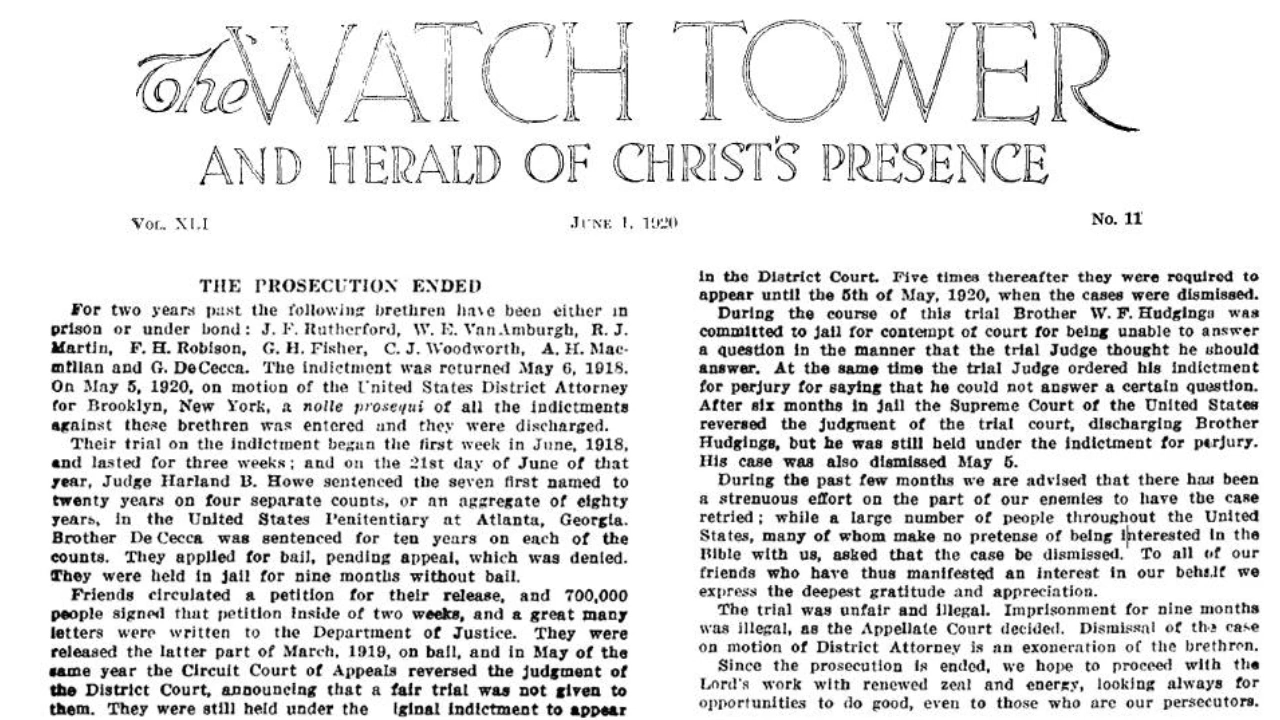 The WATCH TOWER
AND HERALD OF CHRIST'S PRESENCE
VOL. XLI JUNE 1, 1920 No. 11
THE PROSECUTION ENDED
For two years past the following brethren have been either in
prison or under bond: J. F. Rutherford, W. E. Van Amburgh, R. J.
Martin, F. H. Robison, G. H. Fisher, C. J. Woodworth, A. H. Mac-
millan and G. DeCecca. The indictment was returned May 6, 1918.
On May 5, 1920, on motion of the United States District Attorney
for Brooklyn, New York, a nolle prosequi of all the indictments
against these brethren was entered and they were discharged.
Their trial on the indictment began the first week in June, 1918,
and lasted for three weeks; and on the 21st day of June of that
year, Judge Harland B. Howe sentenced the seven first named to
twenty years on four separate counts, or an aggregate of eighty
years, in the United States Penitentiary at Atlanta, Georgia.
Brother De Cecca was sentenced for ten years on each of the
counts. They applied for bail, pending appeal, which was denied.
They were held in jail for nine months without bail.
Friends circulated a petition for their release, and 700,000
people signed that petition inside of two weeks, and a great many
letters were written to the Department of Justice. They were
released the latter part of March, 1919, on bail, and in May of the
same year the Circuit Court of Appeals reversed the judgment of
the District Court, announcing that a fair trial was not given to
them. They were still held under the iginal indictment to appear
in the District Court. Five times thereafter they were required to
appear until the 5th of May, 1920, when the cases were dismissed.
During the course of this trial Brother W. F. Hudgings was
committed to jail for contempt of court for being unable to answer
a question in the manner that the trial Judge thought he should
answer. At the same time the trial Judge ordered his indictment
for perjury for saying that he could not answer a certain question.
After six months in jail the Supreme Court of the United States
reversed the judgment of the trial court, discharging Brother
Hudgings, but he was still held under the indictment for perjury.
His case was also dismissed May 5.
During the past few months we are advised that there has been
a strenuous effort on the part of our enemies to have the case
retried; while a large number of people throughout the United
States, many of whom make no pretense of being interested in the
Bible with us, asked that the case be dismissed. To all of our
friends who have thus manifested an interest in our behalf we
express the deepest gratitude and appreciation.
The trial was unfair and illegal. Imprisonment for nine months
was illegal, as the Appellate Court decided. Dismissal of the case
on motion of District Attorney is an exoneration of the brethren.
Since the prosecution is ended, we hope to proceed with the
Lord's work with renewed zeal and energy, looking always for
opportunities to do good, even to those who are our persecutors.